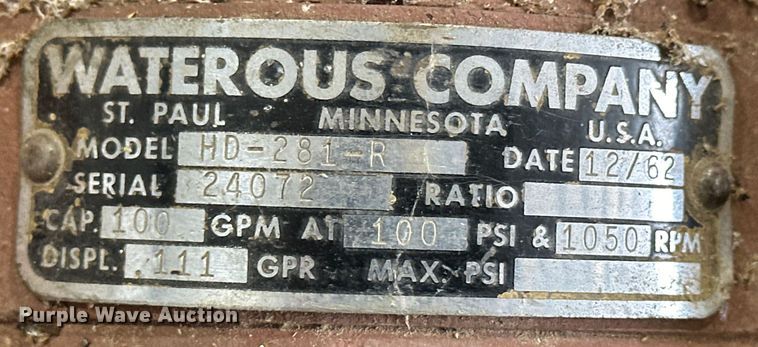 WATEROUS COMPANY
ST. PAUL MINNESOTA U.S.A.
MODEL HD-281-R DATE 12/62
SERIAL 24072 RATIO
CAP. 100 GPM AT 100 PSI & 1050 RPM
DISPL. .111 GPR MAX. PSI
Purple Wave Auction